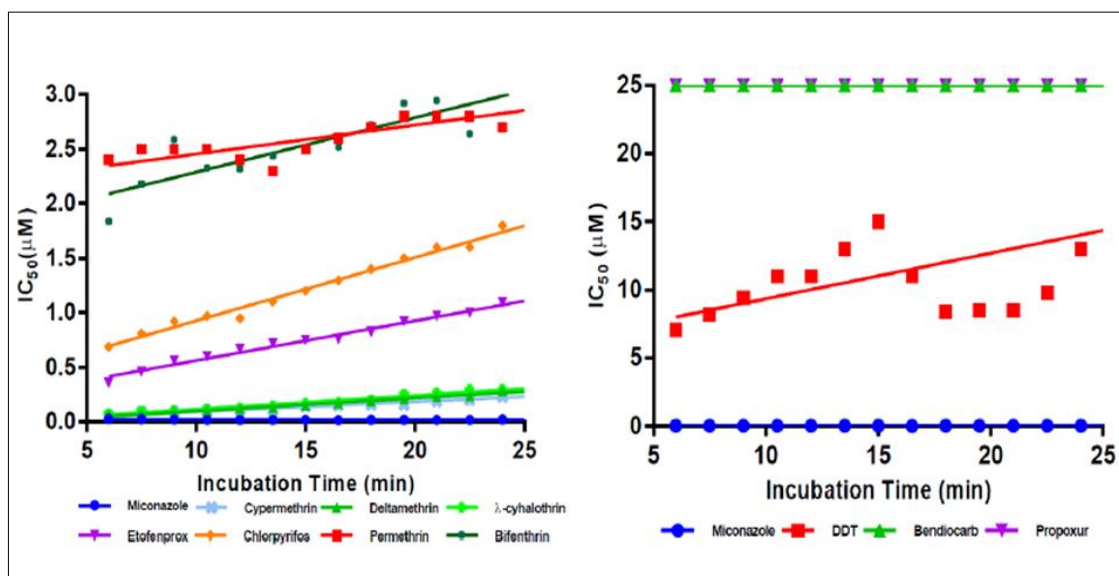 3.0
2.5
2.0
1.5
1.0
0.5
0.0
IC50(μM)
5 10 15 20 25
Incubation Time (min)
Miconazole Cypermethrin Deltamethrin λ-cyhalothrin
Etofenprox Chlorpyrifos Permethrin Bifenthrin
25
20
15
10
5
0
IC50 (μM)
5 10 15 20 25
Incubation Time (min)
Miconazole DDT Bendiocarb Propoxur